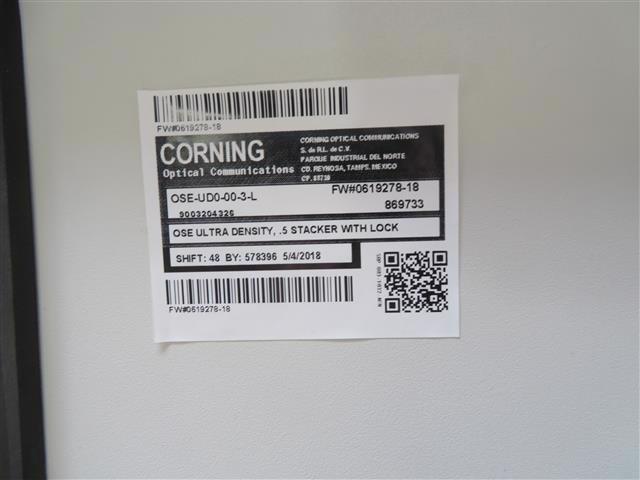 FW#0619278-18
CORNING
Optical Communications
CORNING OPTICAL COMMUNICATIONS
S. de R.L. de C.V.
PARQUE INDUSTRIAL DEL NORTE
CD. REYNOSA, TAMPS. MEXICO
CP. 88730
OSE-UD0-00-3-L
FW#0619278-18
9003204326
869733
OSE ULTRA DENSITY, .5 STACKER WITH LOCK
SHIFT: 48 BY: 578396 5/4/2018
FW#0619278-18